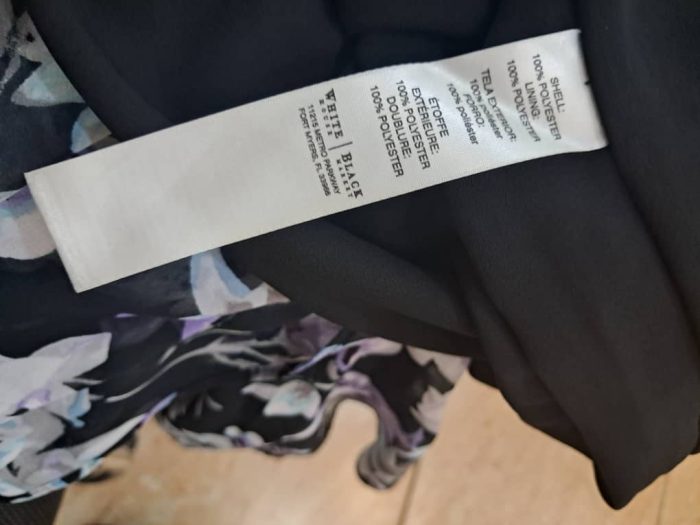 SHELL:
100% POLYESTER
LINING:
100% POLYESTER
TELA EXTERIOR:
100% poliéster
FORRO:
100% poliéster
ÉTOFFE
EXTÉRIEURE:
100% POLYESTER
DOUBLURE:
100% POLYESTER
WHITE | BLACK
HOUSE MARKET
11215 METRO PARKWAY
FORT MYERS, FL 33966